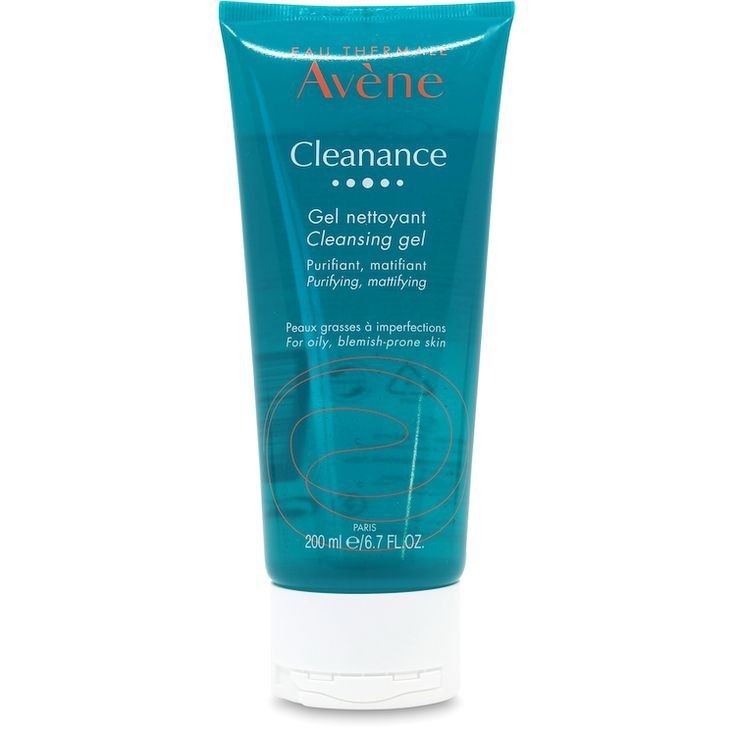 EAU THERMALE
Avène
Cleanance
Gel nettoyant
Cleansing gel
Purifiant, matifiant
Purifying, mattifying
Peaux grasses à imperfections
For oily, blemish-prone skin
PARIS
200 ml e/6.7 FL.OZ.